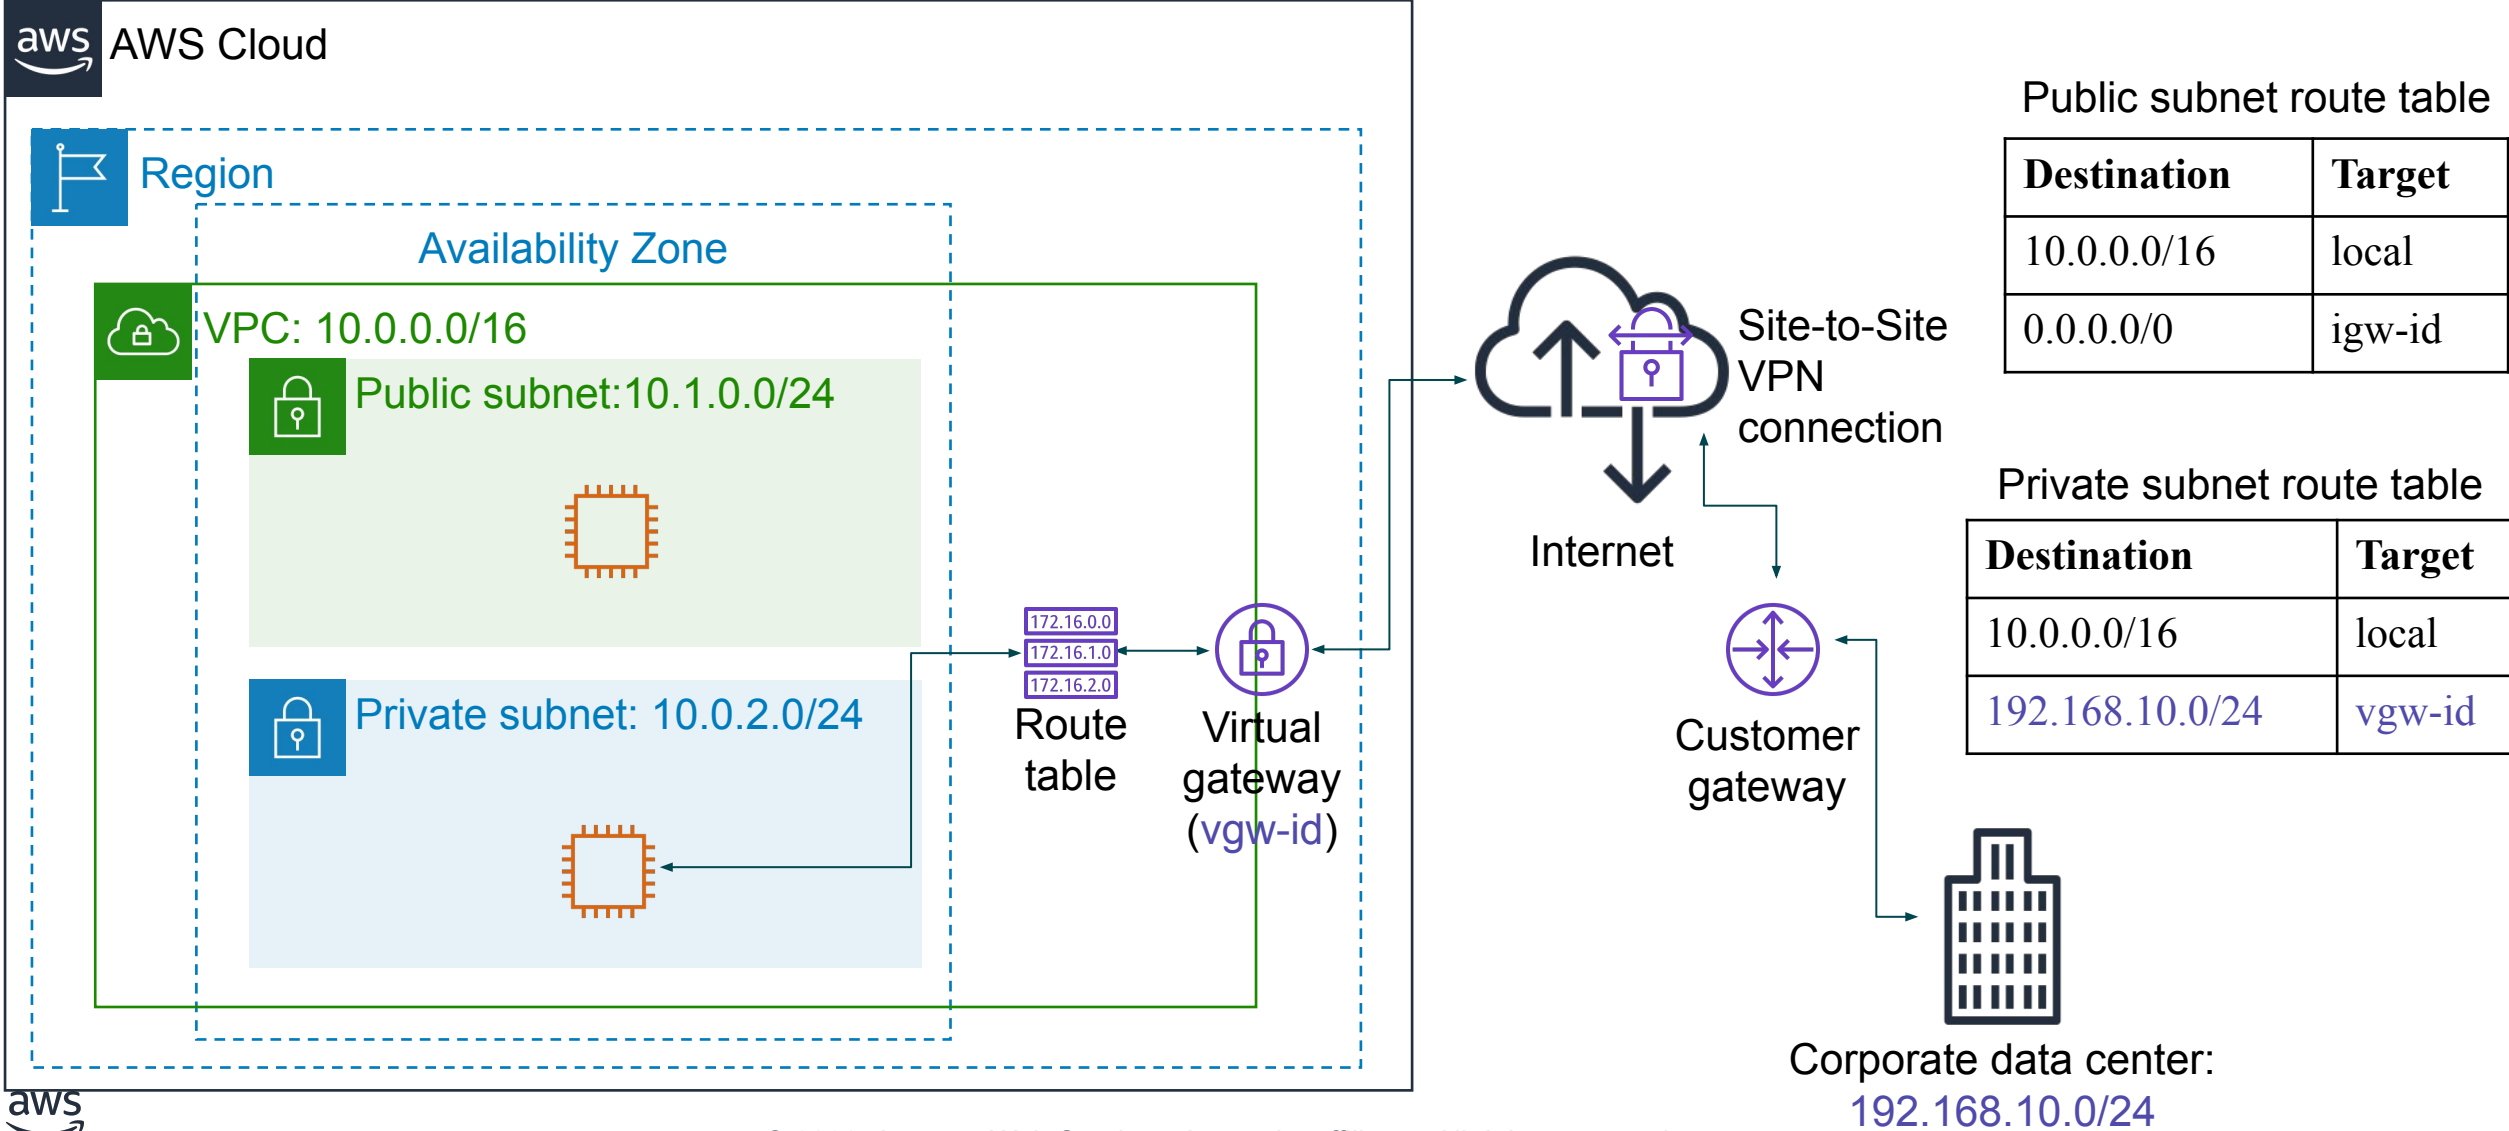 aws
AWS Cloud
Region
Availability Zone
VPC: 10.0.0.0/16
Public subnet:10.1.0.0/24
Private subnet: 10.0.2.0/24
172.16.0.0
172.16.1.0
172.16.2.0
Route
table
Virtual
gateway
(vgw-id)
Site-to-Site
VPN
connection
Internet
Customer
gateway
Corporate data center:
192.168.10.0/24
Public subnet route table
Destination Target
10.0.0.0/16 local
0.0.0.0/0 igw-id
Private subnet route table
Destination Target
10.0.0.0/16 local
192.168.10.0/24 vgw-id
aws